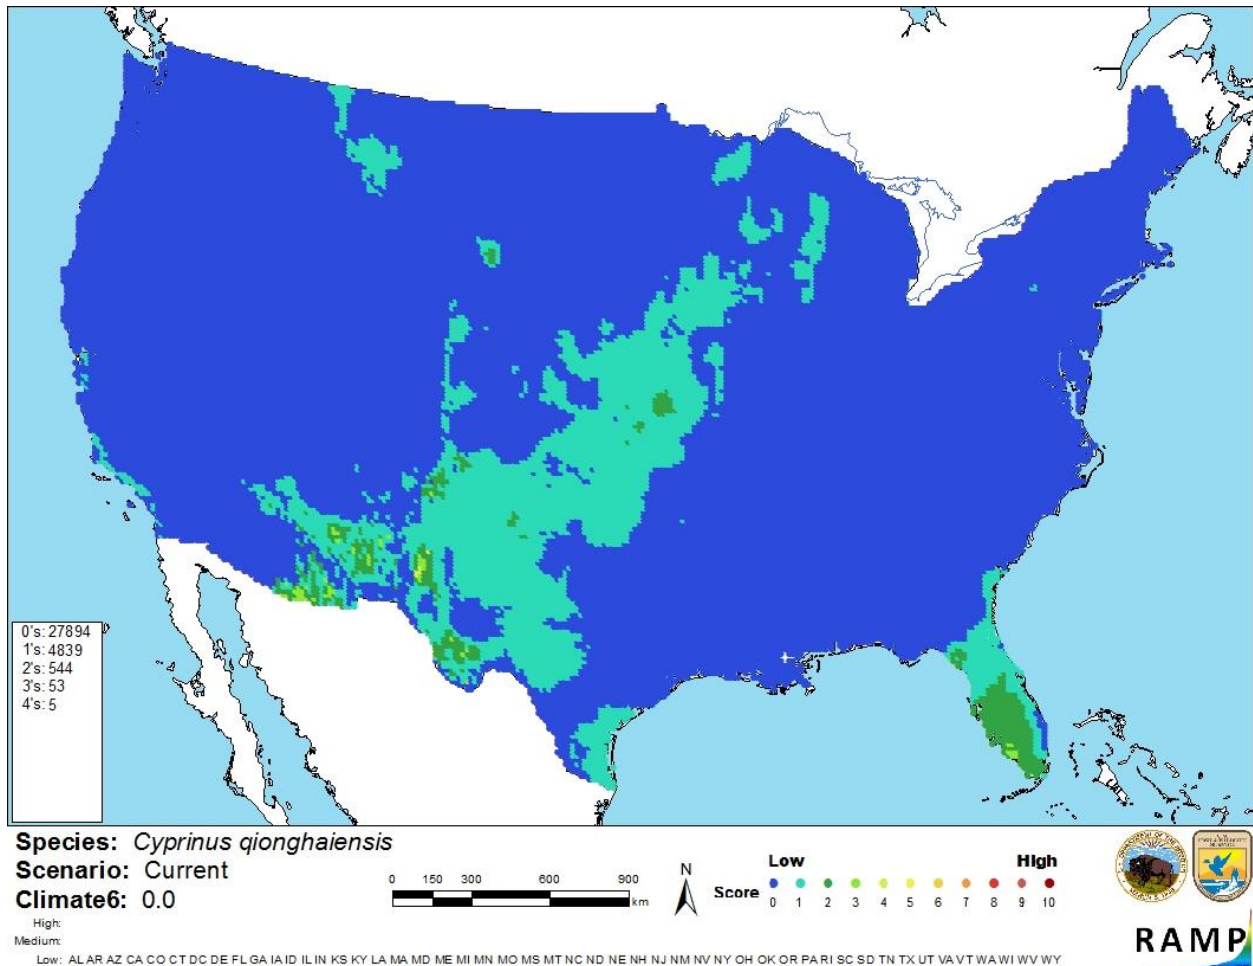 0's: 27894
1's: 4839
2's: 544
3's: 53
4's: 5
Species: Cyprinus qionghaiensis
Scenario: Current
Climate6: 0.0
High:
Medium:
Low: AL AR AZ CA CO CT DC DE FL GA IA ID IL IN KS KY LA MA MD ME MI MN MO MS MT NC ND NE NH NJ NM NV NY OH OK OR PA RI SC SD TN TX UT VA VT WA WI WV WY
0 150 300 600 900
km
N
Low High
Score
0 1 2 3 4 5 6 7 8 9 10
RAMP